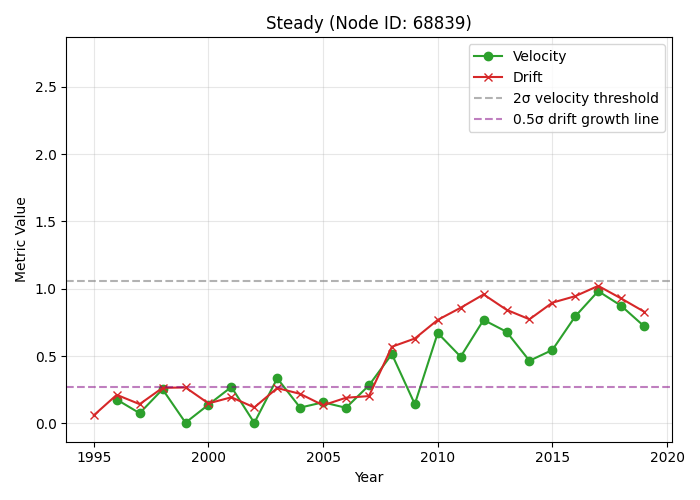 Steady (Node ID: 68839)
Velocity
Drift
2σ velocity threshold
0.5σ drift growth line
Metric Value
2.5
2.0
1.5
1.0
0.5
0.0
1995
2000
2005
2010
2015
2020
Year